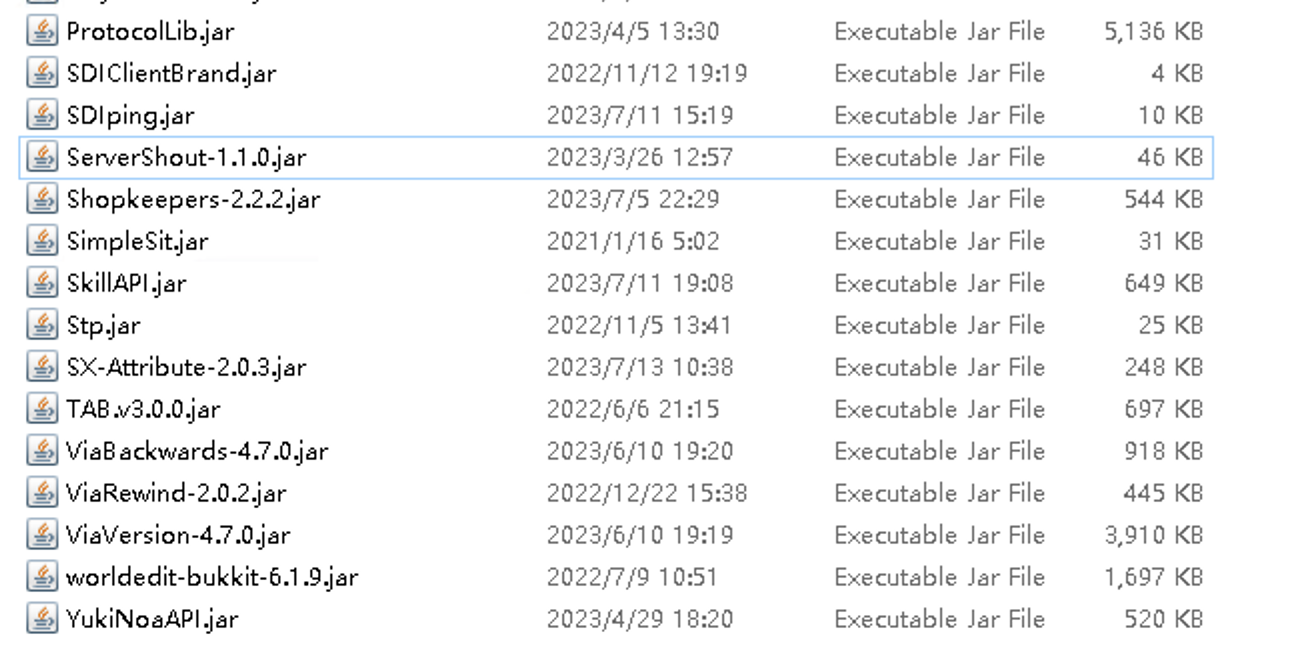 ProtocolLib.jar 2023/4/5 13:30 Executable Jar File 5,136 KB
SDIClientBrand.jar 2022/11/12 19:19 Executable Jar File 4 KB
SDIping.jar 2023/7/11 15:19 Executable Jar File 10 KB
ServerShout-1.1.0.jar 2023/3/26 12:57 Executable Jar File 46 KB
Shopkeepers-2.2.2.jar 2023/7/5 22:29 Executable Jar File 544 KB
SimpleSit.jar 2021/1/16 5:02 Executable Jar File 31 KB
SkillAPI.jar 2023/7/11 19:08 Executable Jar File 649 KB
Stp.jar 2022/11/5 13:41 Executable Jar File 25 KB
SX-Attribute-2.0.3.jar 2023/7/13 10:38 Executable Jar File 248 KB
TAB.v3.0.0.jar 2022/6/6 21:15 Executable Jar File 697 KB
ViaBackwards-4.7.0.jar 2023/6/10 19:20 Executable Jar File 918 KB
ViaRewind-2.0.2.jar 2022/12/22 15:38 Executable Jar File 445 KB
ViaVersion-4.7.0.jar 2023/6/10 19:19 Executable Jar File 3,910 KB
worldedit-bukkit-6.1.9.jar 2022/7/9 10:51 Executable Jar File 1,697 KB
YukiNoaAPI.jar 2023/4/29 18:20 Executable Jar File 520 KB